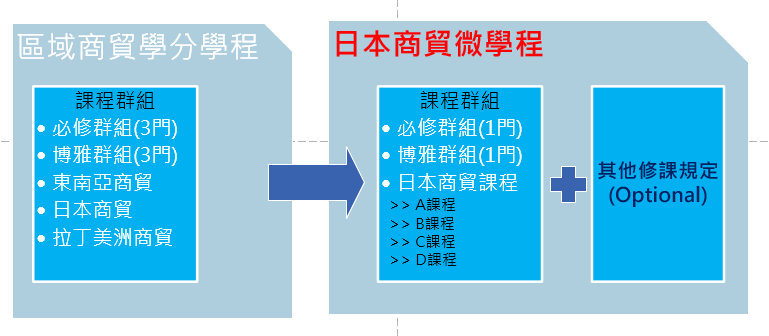 區域商貿學分學程
課程群組
• 必修群組(3門)
• 博雅群組(3門)
• 東南亞商貿
• 日本商貿
• 拉丁美洲商貿
日本商貿微學程
課程群組
• 必修群組(1門)
• 博雅群組(1門)
• 日本商貿課程
>> A課程
>> B課程
>> C課程
>> D課程
其他修課規定
(Optional)